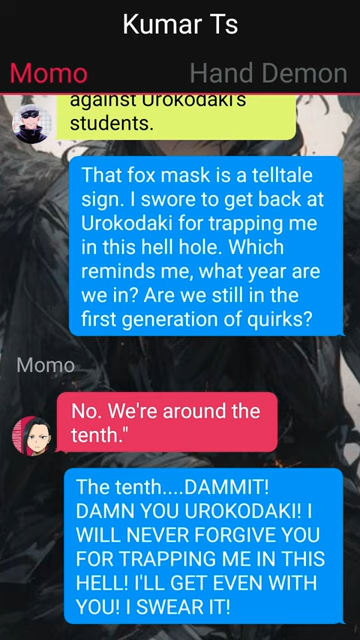 Kumar Ts
Momo
Hand Demon
against Urokodaki's
students.
That fox mask is a telltale
sign. I swore to get back at
Urokodaki for trapping me
in this hell hole. Which
reminds me, what year are
we in? Are we still in the
first generation of quirks?
Momo
No. We're around the
tenth."
The tenth....DAMMIT!
DAMN YOU UROKODAKI! I
WILL NEVER FORGIVE YOU
FOR TRAPPING ME IN THIS
HELL! I'LL GET EVEN WITH
YOU! I SWEAR IT!